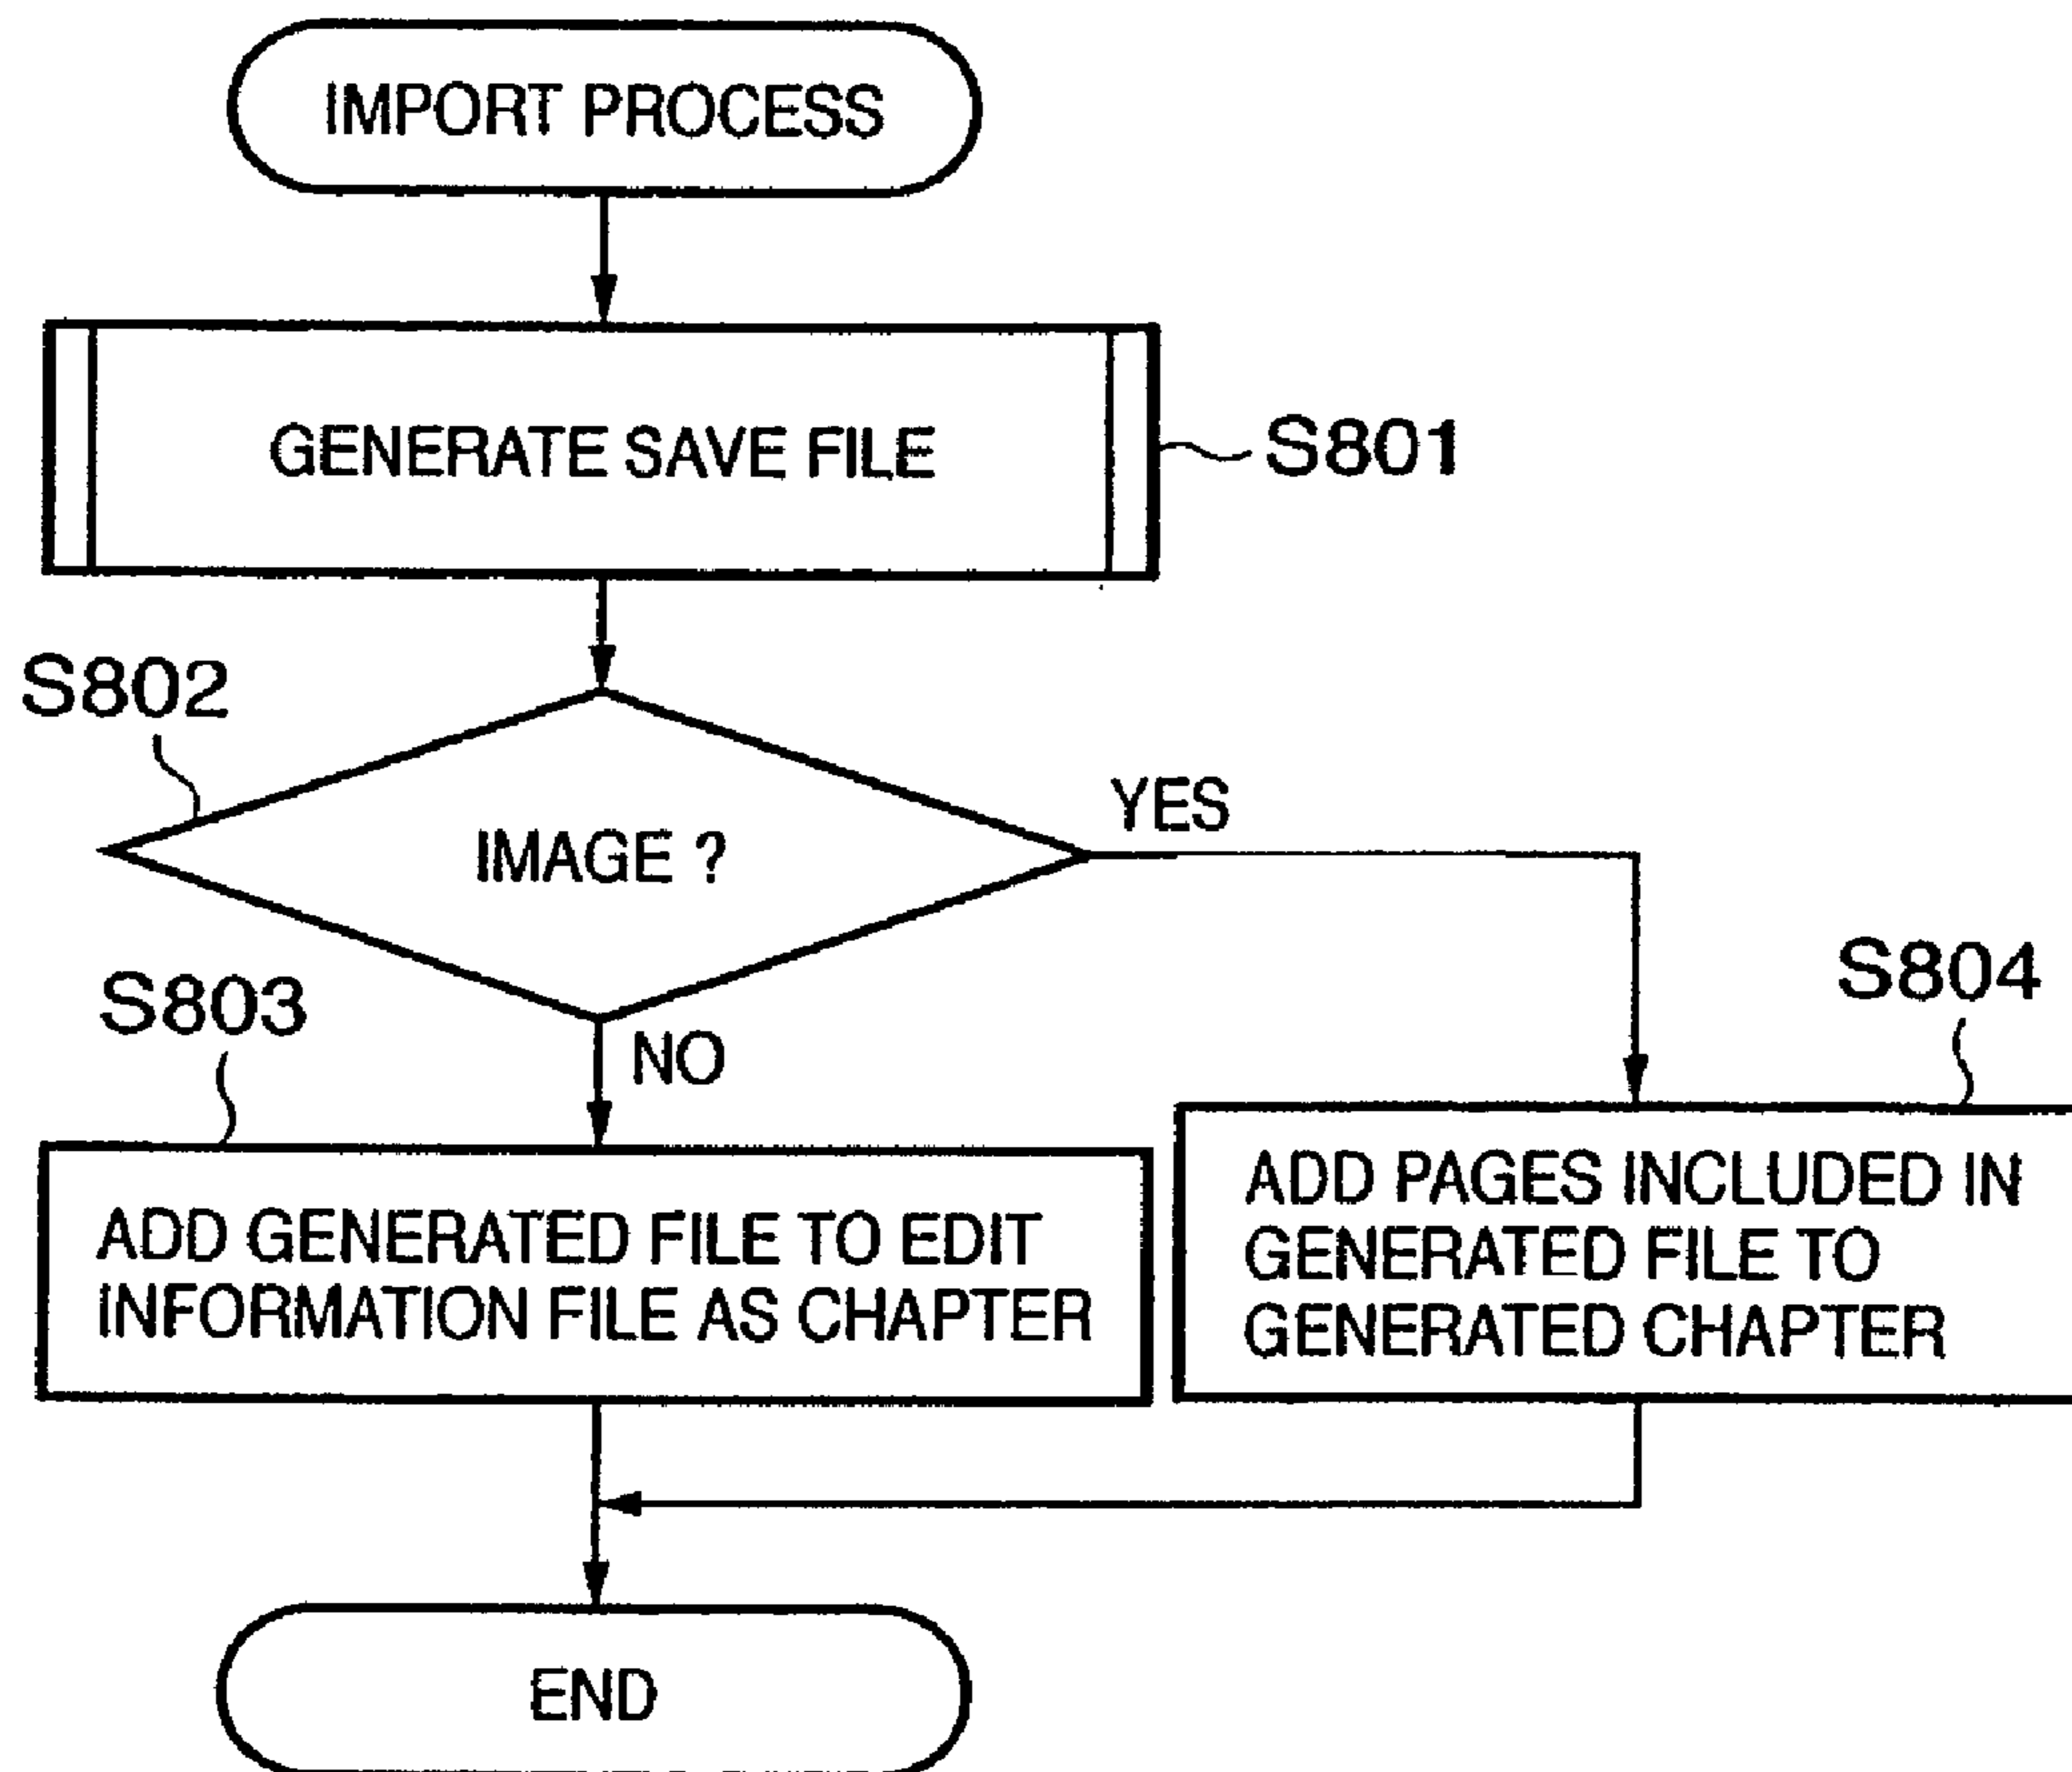 IMPORT PROCESS
GENERATE SAVE FILE
S801
S802
IMAGE ?
YES
NO
S803
ADD GENERATED FILE TO EDIT
INFORMATION FILE AS CHAPTER
S804
ADD PAGES INCLUDED IN
GENERATED FILE TO
GENERATED CHAPTER
END